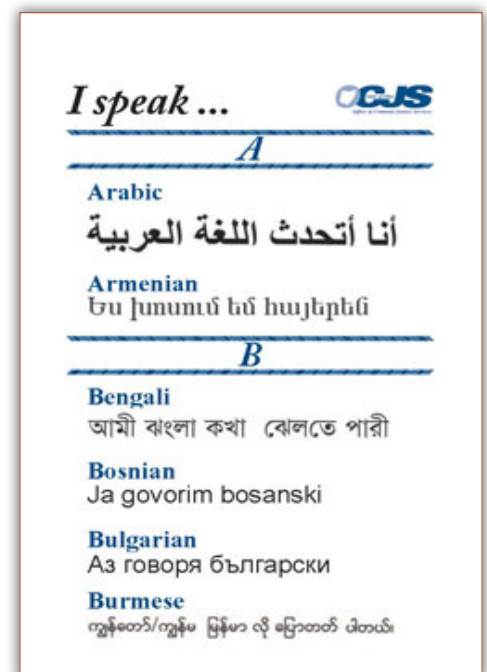 I speak ...
OCJS
A
Arabic
أنا أتحدث اللغة العربية
Armenian
Ես խոսում եմ հայերեն
B
Bengali
আমী ঝংলা কখা ঝেলতে পারী
Bosnian
Ja govorim bosanski
Bulgarian
Аз говоря български
Burmese
ကျွန်တော်/ကျွန်မ မြန်မာ လို ပြောတတ် ပါတယ်။